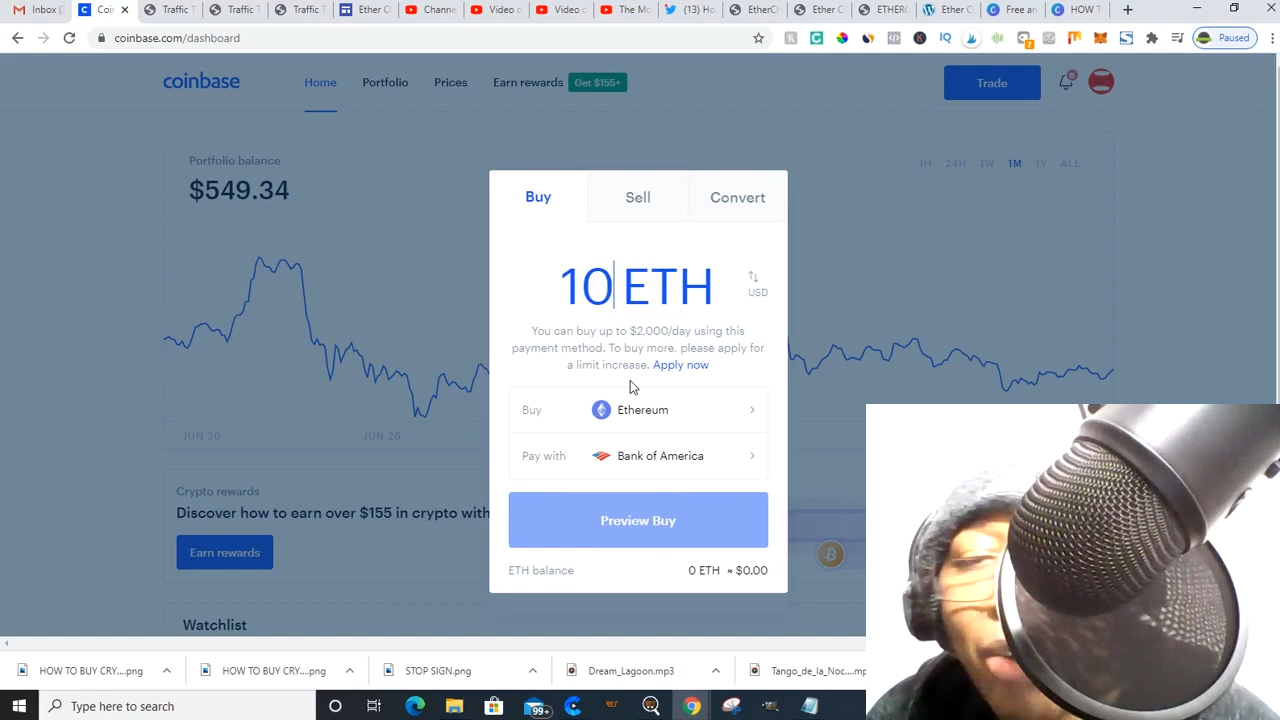 Inbox (
Coin
Traffic T
Traffic T
Traffic T
Ether Cl
Channe
Video d
Video d
The Mo
(13) Ho
EtherC
Ether C
ETHERC
Ether C
Free an
HOW T
coinbase.com/dashboard
Paused
coinbase
Home
Portfolio
Prices
Earn rewards
Get $155+
Trade
6
Portfolio balance
$549.34
1H 24H 1W 1M 1Y ALL
Buy
Sell
Convert
10 ETH
USD
You can buy up to $2,000/day using this
payment method. To buy more, please apply for
a limit increase. Apply now
Buy
Ethereum
Pay with
Bank of America
Preview Buy
ETH balance
0 ETH ≈ $0.00
JUN 20
JUN 26
Crypto rewards
Discover how to earn over $155 in crypto with
Earn rewards
Watchlist
HOW TO BUY CRY....png
HOW TO BUY CRY....png
STOP SIGN.png
Dream_Lagoon.mp3
Tango_de_la_Noc....mp
Type here to search
99+